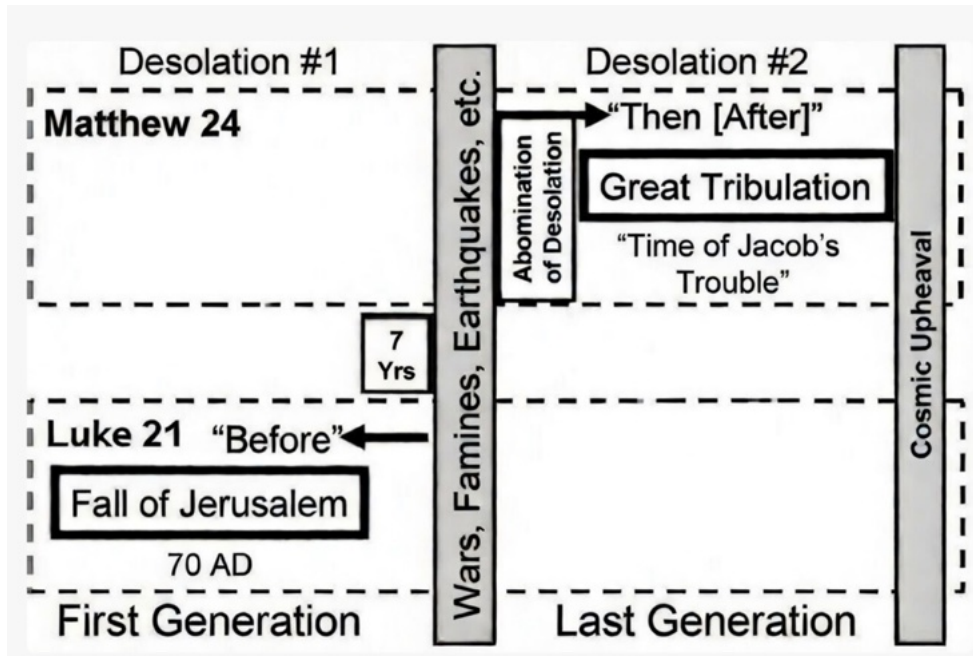 Desolation #1
Desolation #2
Matthew 24
Wars, Famines, Earthquakes, etc.
Abomination
of Desolation
“Then [After]”
Great Tribulation
“Time of Jacob’s
Trouble”
Cosmic Upheaval
7
Yrs
Luke 21
“Before”
Fall of Jerusalem
70 AD
First Generation
Last Generation